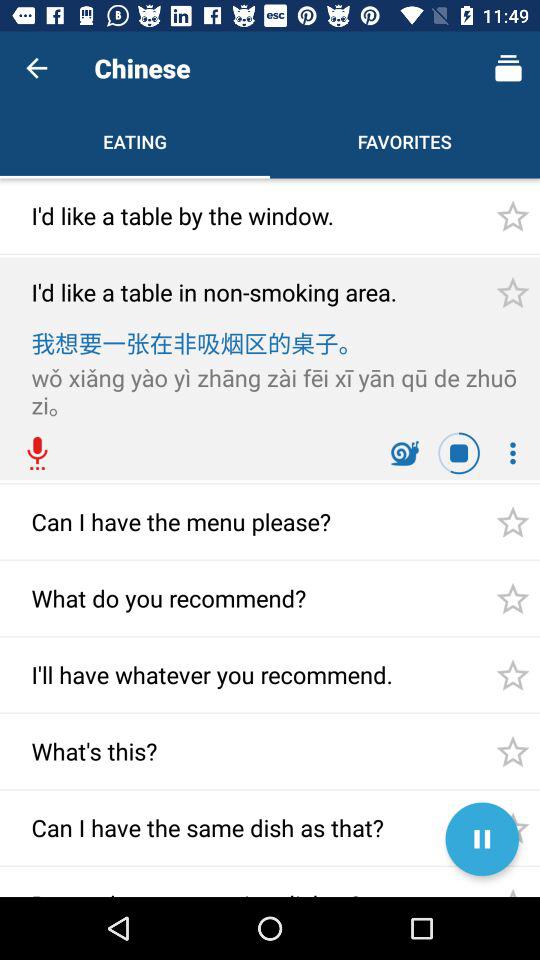 esc
11:49
Chinese
EATING
FAVORITES
I'd like a table by the window.
I'd like a table in non-smoking area.
我想要一张在非吸烟区的桌子。
wǒ xiǎng yào yì zhāng zài fēi xī yān qū de zhuō
zi。
Can I have the menu please?
What do you recommend?
I'll have whatever you recommend.
What's this?
Can I have the same dish as that?